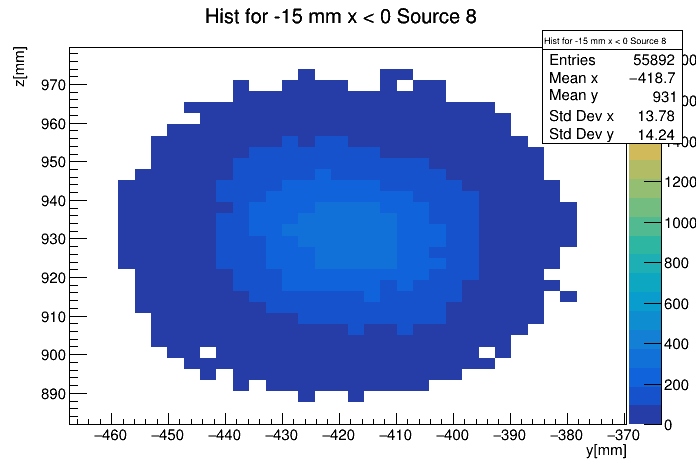 Hist for -15 mm x < 0 Source 8
z[mm]
Hist for -15 mm x < 0 Source 8
Entries 55892
Mean x −418.7
Mean y 931
Std Dev x 13.78
Std Dev y 14.24
970
960
950
940
930
920
910
900
890
1000
800
600
400
200
0
−460 −450 −440 −430 −420 −410 −400 −390 −380 −370
y[mm]